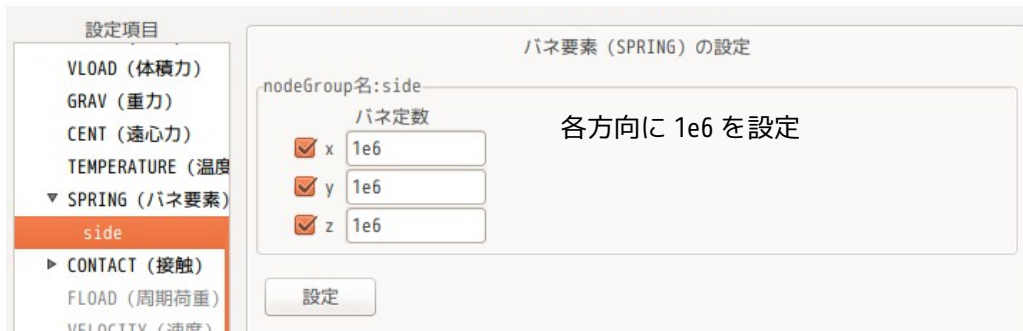 設定項目
VLOAD (体積力)
GRAV (重力)
CENT (遠心力)
TEMPERATURE (温度
▼ SPRING (バネ要素)
side
▶ CONTACT (接触)
FLOAD (周期荷重)
VELOCITY (速度)
バネ要素 (SPRING) の設定
nodeGroup名:side
バネ定数
x 1e6
y 1e6
z 1e6
各方向に 1e6 を設定
設定